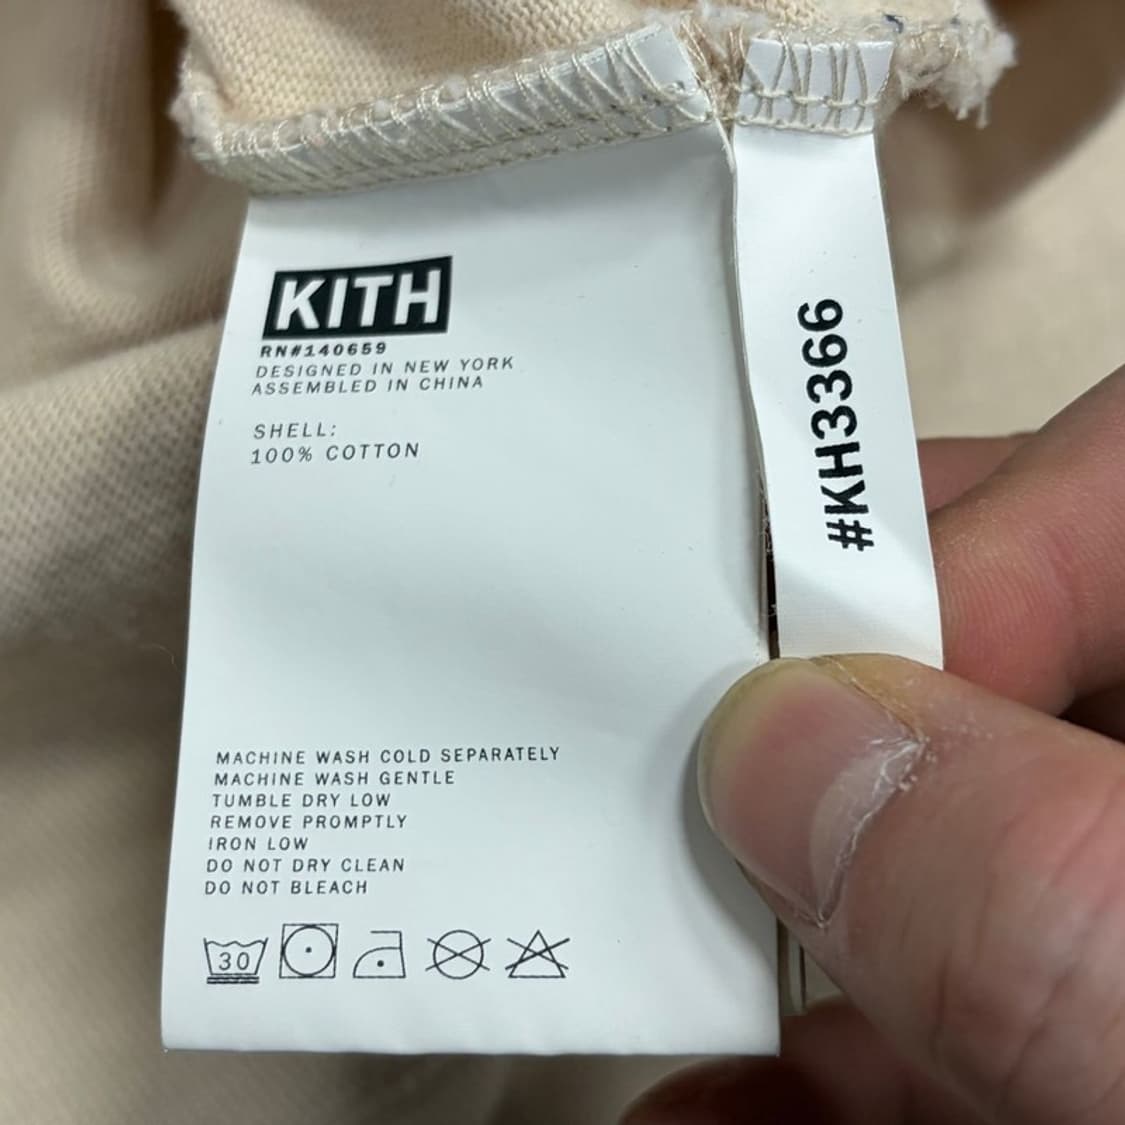 KITH
RN#140659
DESIGNED IN NEW YORK
ASSEMBLED IN CHINA
SHELL:
100% COTTON
MACHINE WASH COLD SEPARATELY
MACHINE WASH GENTLE
TUMBLE DRY LOW
REMOVE PROMPTLY
IRON LOW
DO NOT DRY CLEAN
DO NOT BLEACH
30
#KH3366